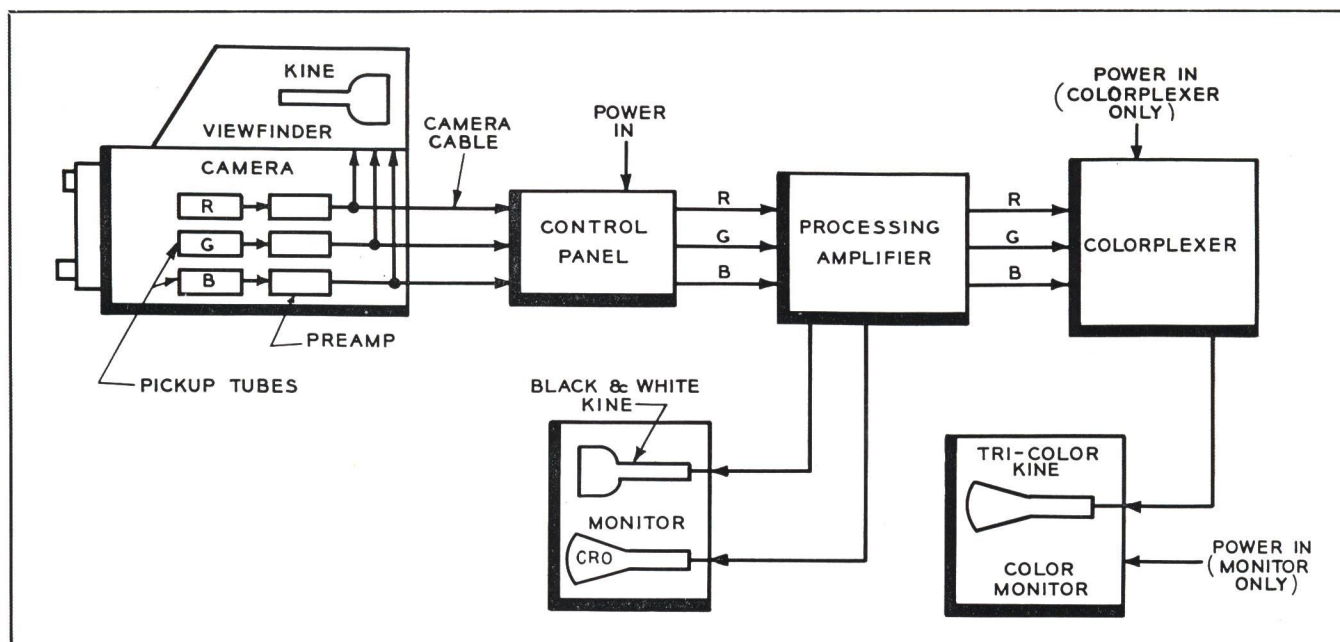 KINE
VIEWFINDER
CAMERA
R
G
B
PREAMP
PICKUP TUBES
CAMERA
CABLE
POWER
IN
CONTROL
PANEL
R
G
B
PROCESSING
AMPLIFIER
R
G
B
POWER IN
(COLORPLEXER
ONLY)
COLORPLEXER
BLACK & WHITE
KINE
MONITOR
CRO
TRI-COLOR
KINE
COLOR
MONITOR
POWER IN
(MONITOR
ONLY)